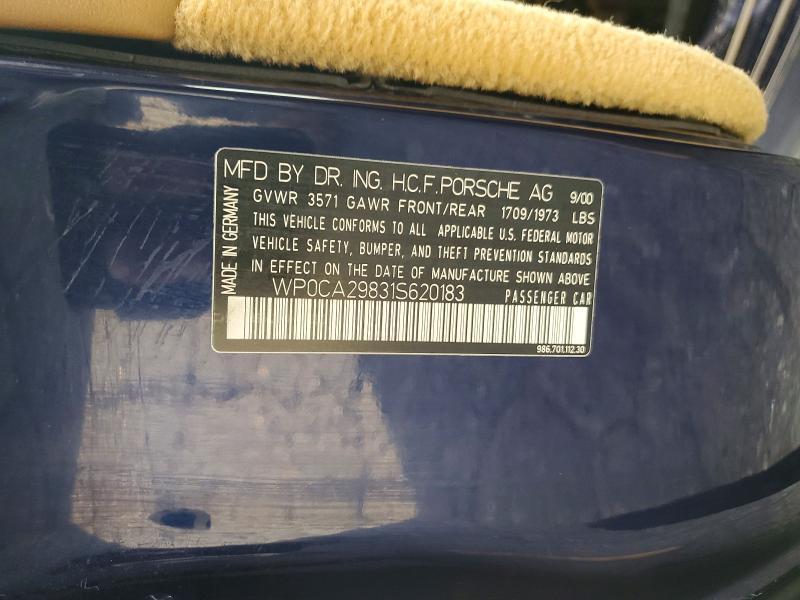 MFD BY DR. ING. H.C.F.PORSCHE AG 9/00
GVWR 3571 GAWR FRONT/REAR 1709/1973 LBS
THIS VEHICLE CONFORMS TO ALL APPLICABLE U.S. FEDERAL MOTOR
VEHICLE SAFETY, BUMPER, AND THEFT PREVENTION STANDARDS
IN EFFECT ON THE DATE OF MANUFACTURE SHOWN ABOVE
WP0CA29831S620183 PASSENGER CAR
MADE IN GERMANY
986.701.112.30